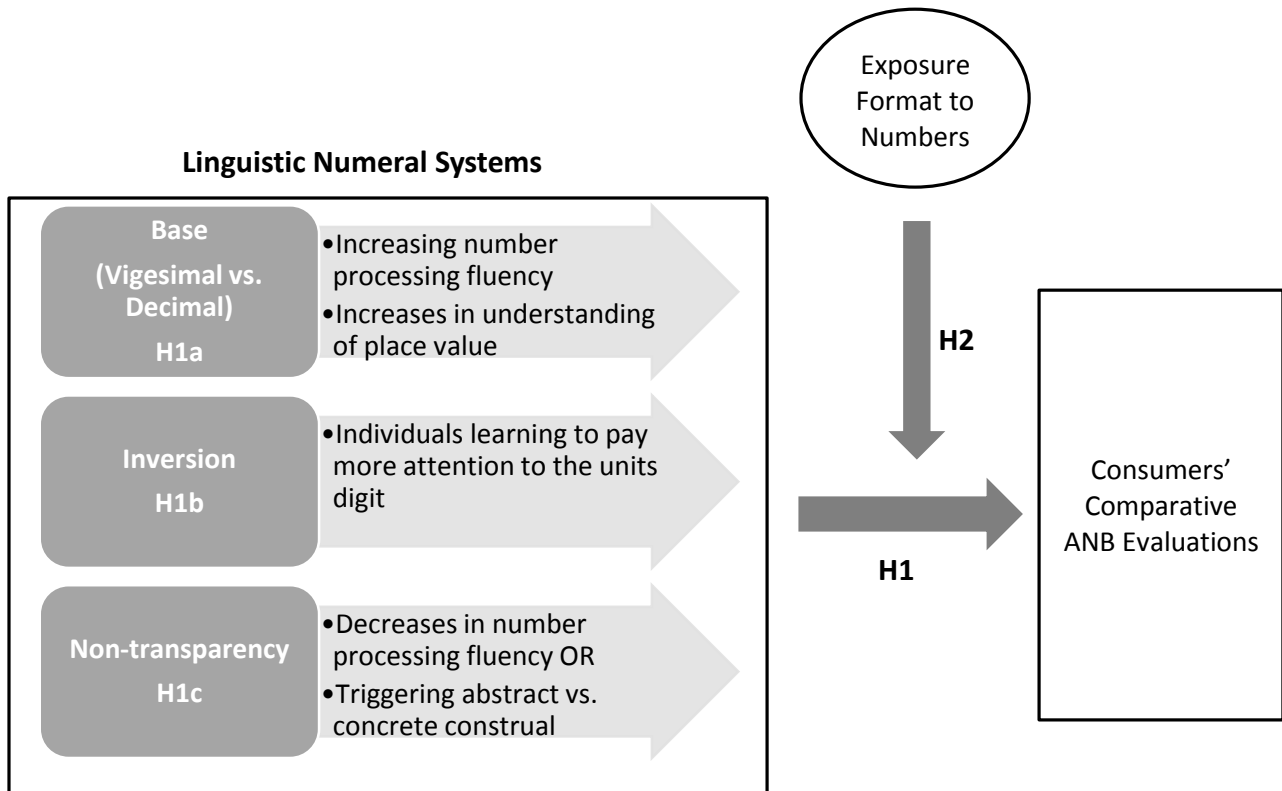 Exposure
Format to
Numbers
Linguistic Numeral Systems
Base
(Vigesimal vs.
Decimal)
H1a
•Increasing number
processing fluency
•Increases in understanding
of place value
H2
Inversion
H1b
•Individuals learning to pay
more attention to the units
digit
Consumers’
Comparative
ANB Evaluations
H1
Non-transparency
H1c
•Decreases in number
processing fluency OR
•Triggering abstract vs.
concrete construal